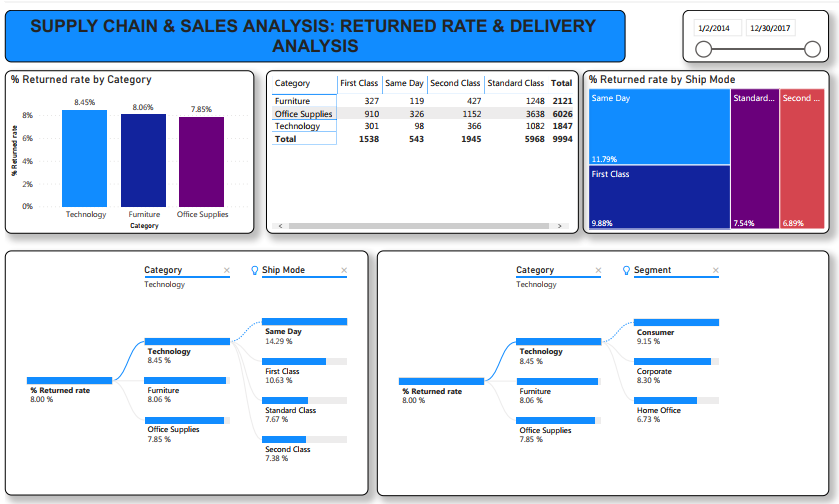 SUPPLY CHAIN & SALES ANALYSIS: RETURNED RATE & DELIVERY
ANALYSIS
1/2/2014 12/30/2017
% Returned rate by Category
% Returned rate
8%
6%
4%
2%
0%
8.45% 8.06% 7.85%
Technology Furniture Office Supplies
Category
Category First Class Same Day Second Class Standard Class Total
Furniture 327 119 427 1248 2121
Office Supplies 910 326 1152 3638 6026
Technology 301 98 366 1082 1847
Total 1538 543 1945 5968 9994
% Returned rate by Ship Mode
Same Day
11.79%
First Class
9.88%
Standard...
7.54%
Second ...
6.89%
Category
Technology
Ship Mode
% Returned rate
8.00 %
Technology
8.45 %
Furniture
8.06 %
Office Supplies
7.85 %
Same Day
14.29 %
First Class
10.63 %
Standard Class
7.67 %
Second Class
7.38 %
Category
Technology
Segment
% Returned rate
8.00 %
Technology
8.45 %
Furniture
8.06 %
Office Supplies
7.85 %
Consumer
9.15 %
Corporate
8.30 %
Home Office
6.73 %